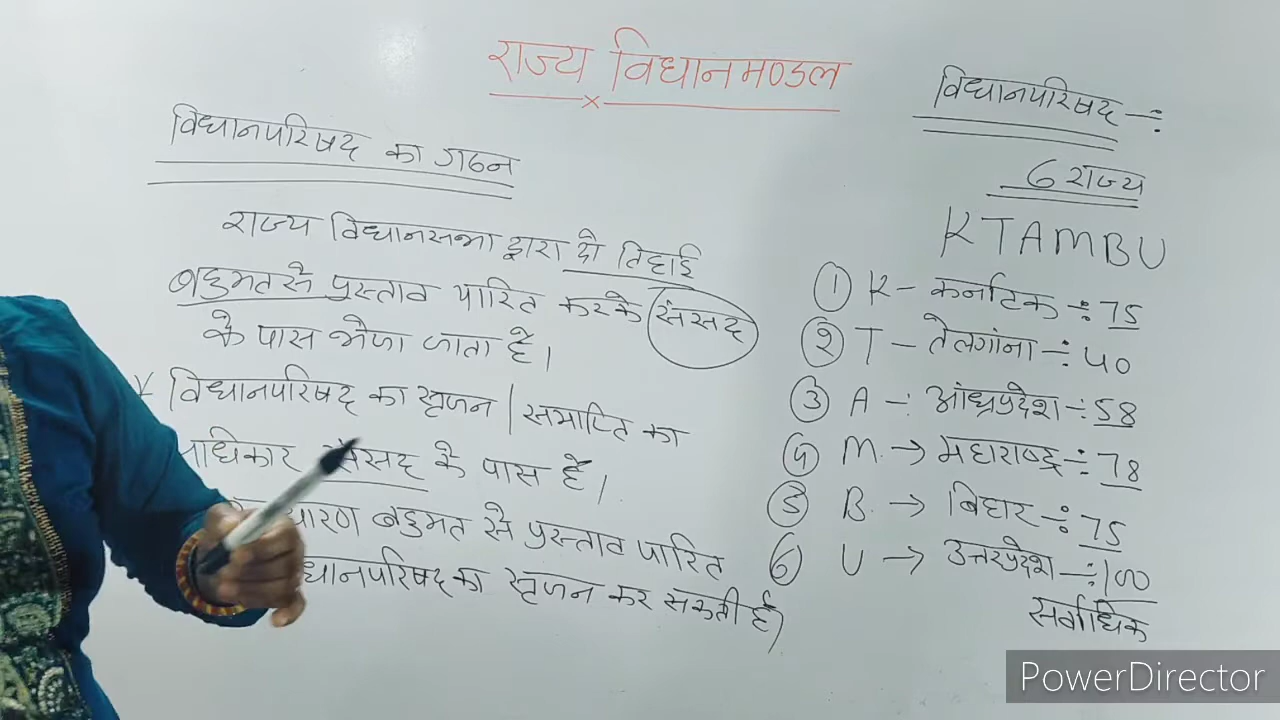 राज्य विधानमण्डल
विधानपरिषद का गठन
राज्य विधानसभा द्वारा दो तिहाई
बहुमत से प्रस्ताव पारित करके संसद
के पास भेजा जाता है।
विधानपरिषद का सृजन / समाप्ति का
संसद के पास है।
बहुमत से प्रस्ताव पारित
का सृजन कर सकती है।
विधानपरिषद -:
6 राज्य
KTAMBU
① K - कर्नाटक ÷ 75
② T - तेलगांना -: 40
③ A -: आंध्रप्रदेश -: 58
④ M. → महाराष्ट्र -: 78
⑤ B. → बिहार -: 75
⑥ U → उत्तरप्रदेश -: 100
सर्वाधिक
PowerDirector